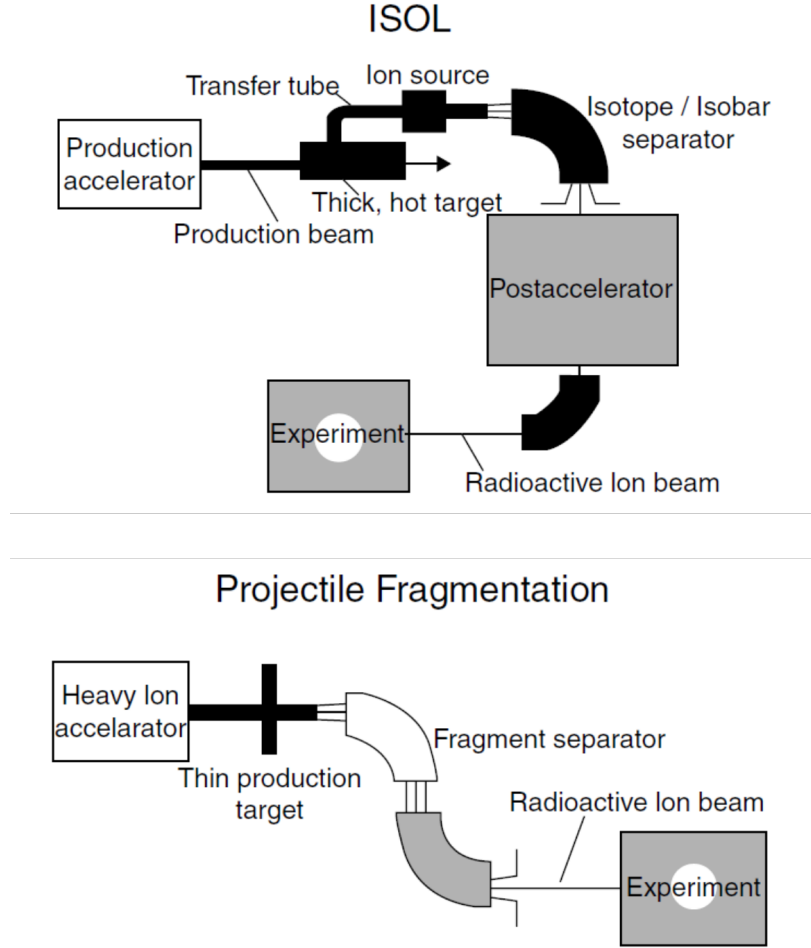 ISOL
Transfer tube
Ion source
Isotope / Isobar
separator
Production
accelerator
Thick, hot target
Production beam
Postaccelerator
Experiment
Radioactive Ion beam
Projectile Fragmentation
Heavy Ion
accelarator
Fragment separator
Thin production
target
Radioactive Ion beam
Experiment